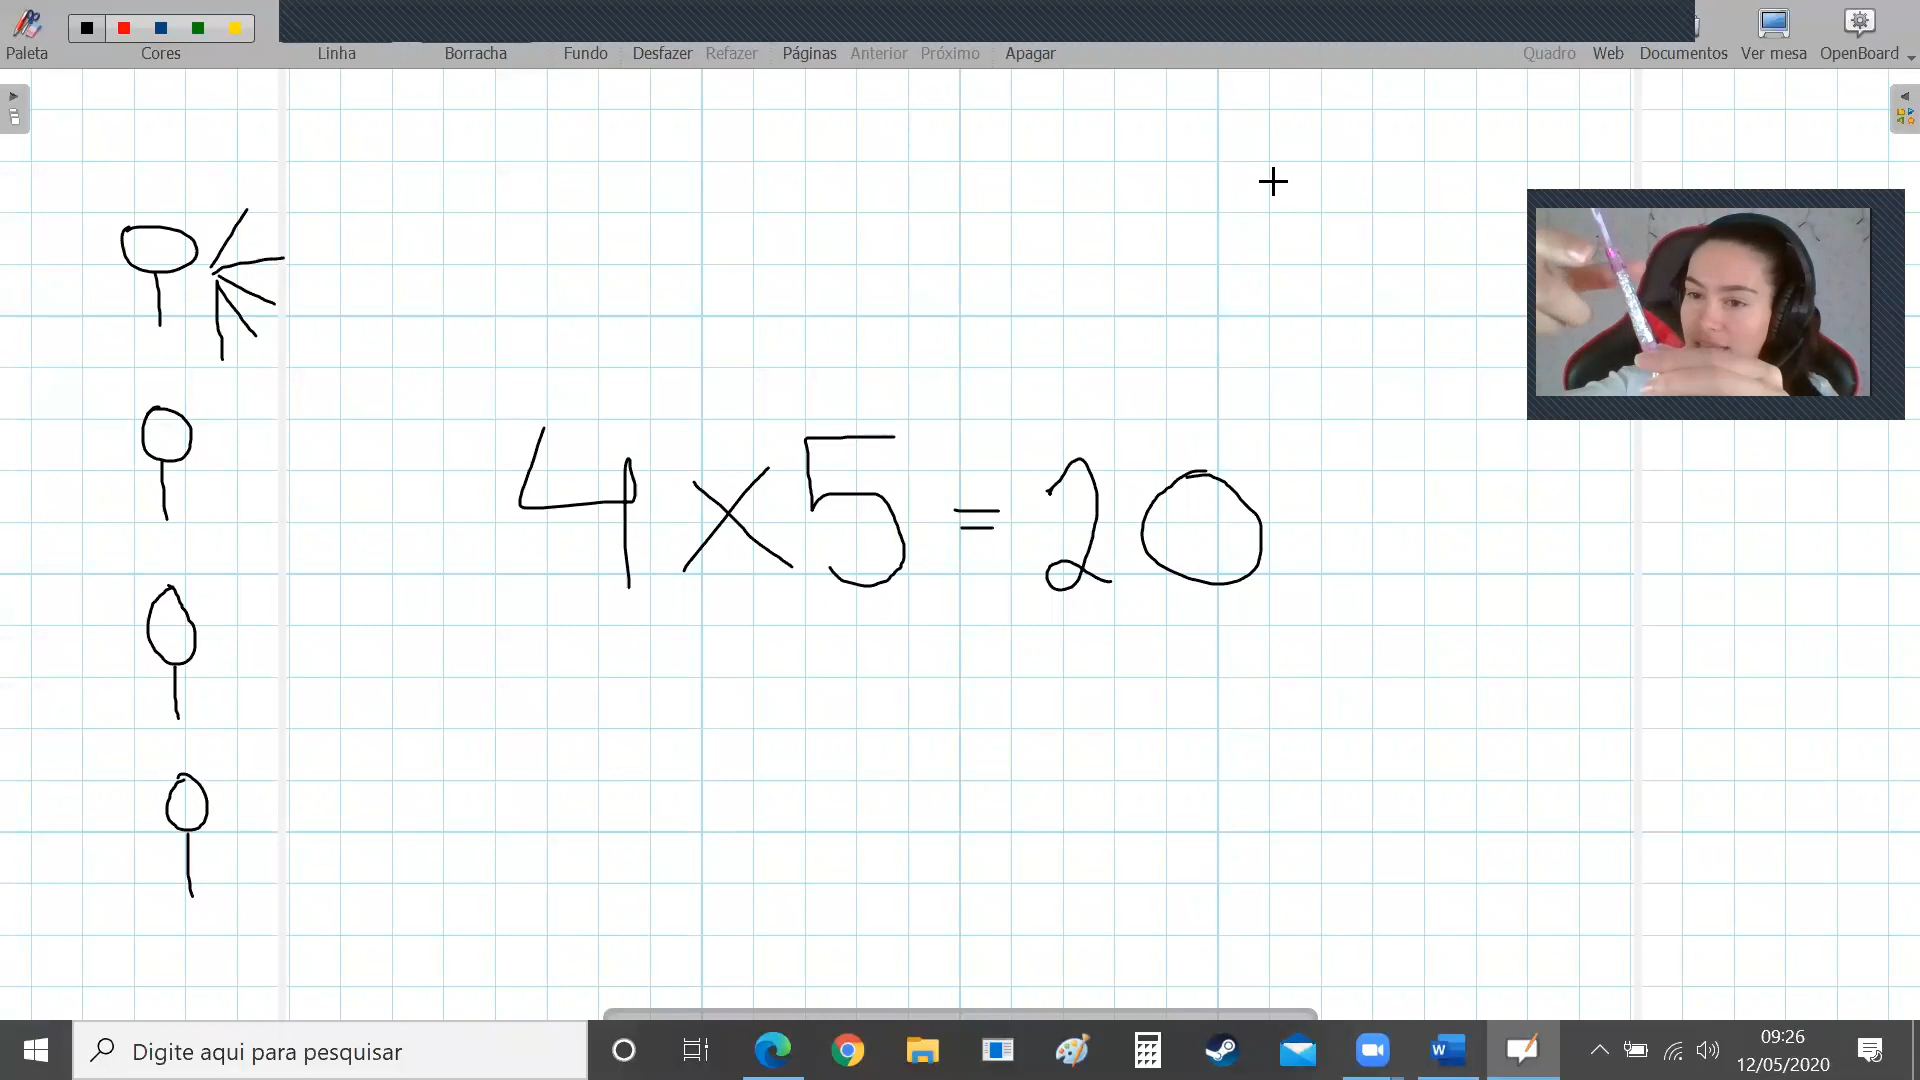 Paleta
Cores
Linha
Borracha
Fundo
Desfazer
Refazer
Páginas
Anterior
Próximo
Apagar
Quadro
Web
Documentos
Ver mesa
OpenBoard
4 × 5 = 20
Digite aqui para pesquisar
09:26
12/05/2020